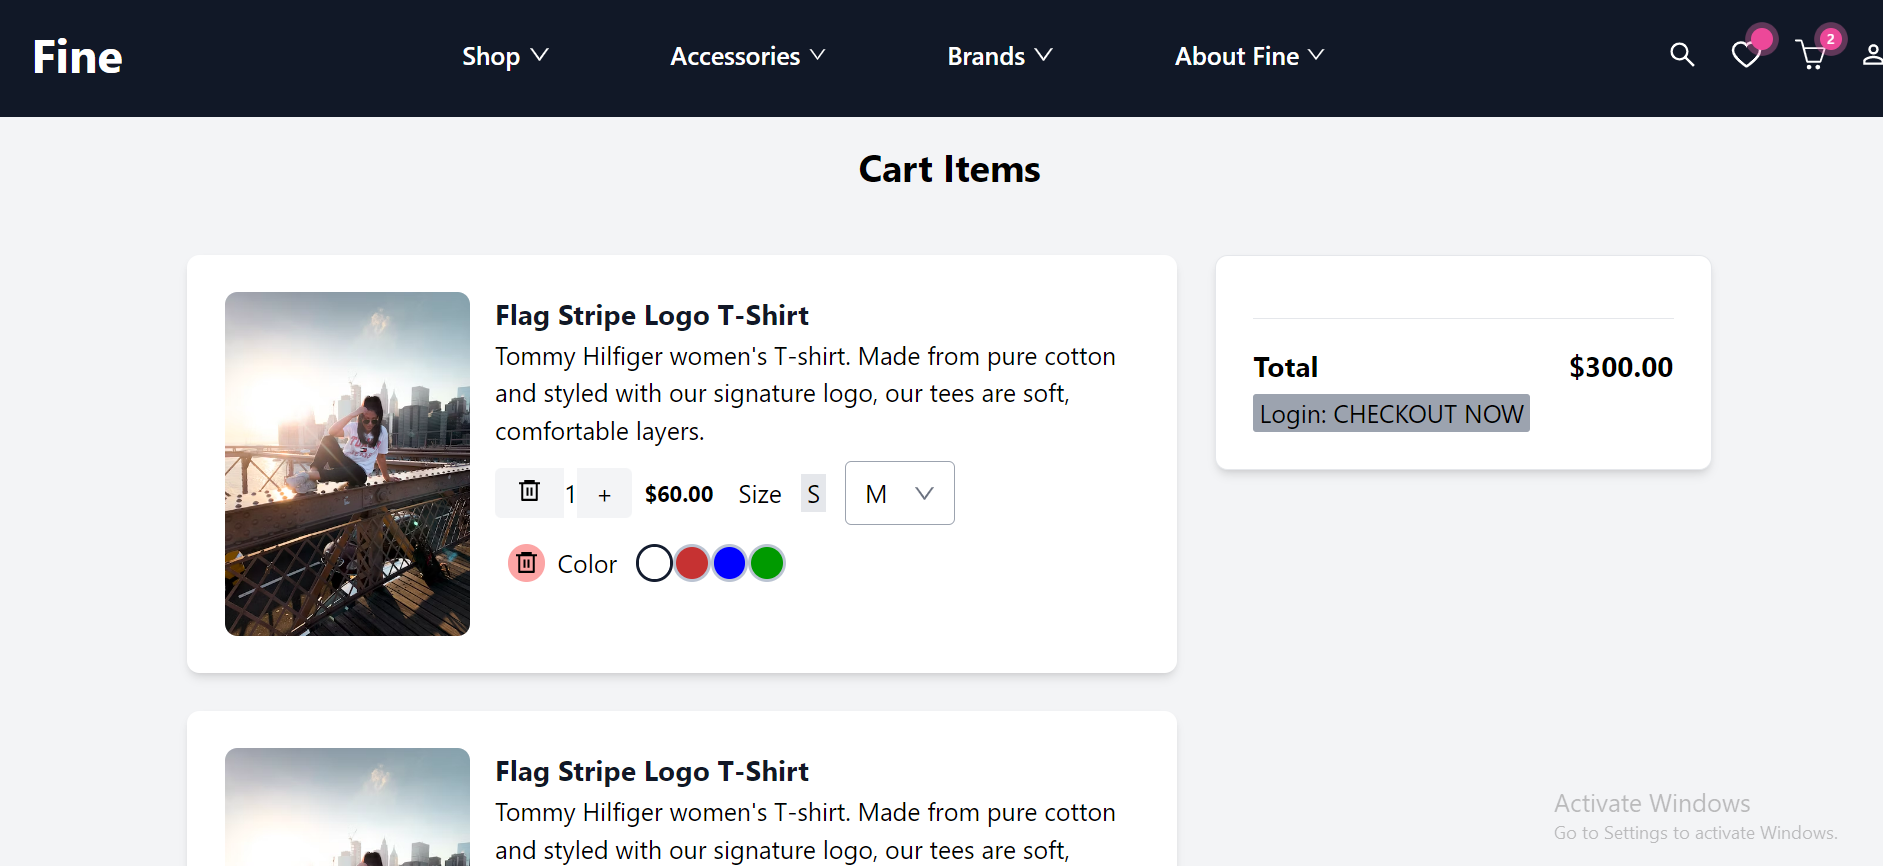 Fine
Shop
Accessories
Brands
About Fine
2
Cart Items
Flag Stripe Logo T-Shirt
Tommy Hilfiger women's T-shirt. Made from pure cotton
and styled with our signature logo, our tees are soft,
comfortable layers.
1 + $60.00 Size S M
Color
Total $300.00
Login: CHECKOUT NOW
Flag Stripe Logo T-Shirt
Tommy Hilfiger women's T-shirt. Made from pure cotton
and styled with our signature logo, our tees are soft,
Activate Windows
Go to Settings to activate Windows.